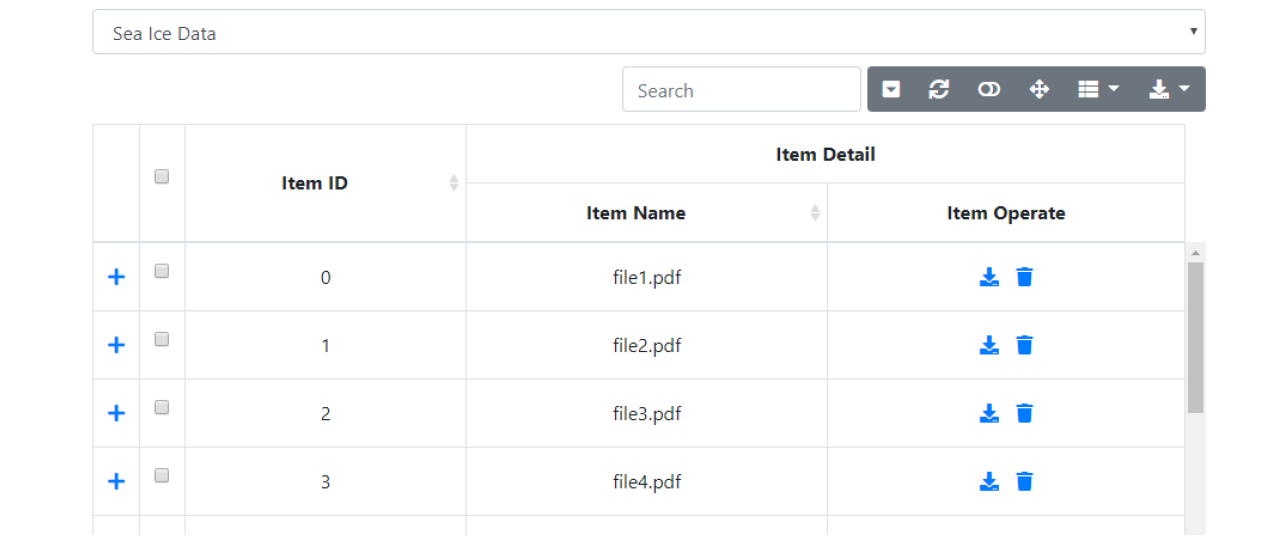 Sea Ice Data
Search
Item ID
Item Detail
Item Name
Item Operate
0 file1.pdf
1 file2.pdf
2 file3.pdf
3 file4.pdf